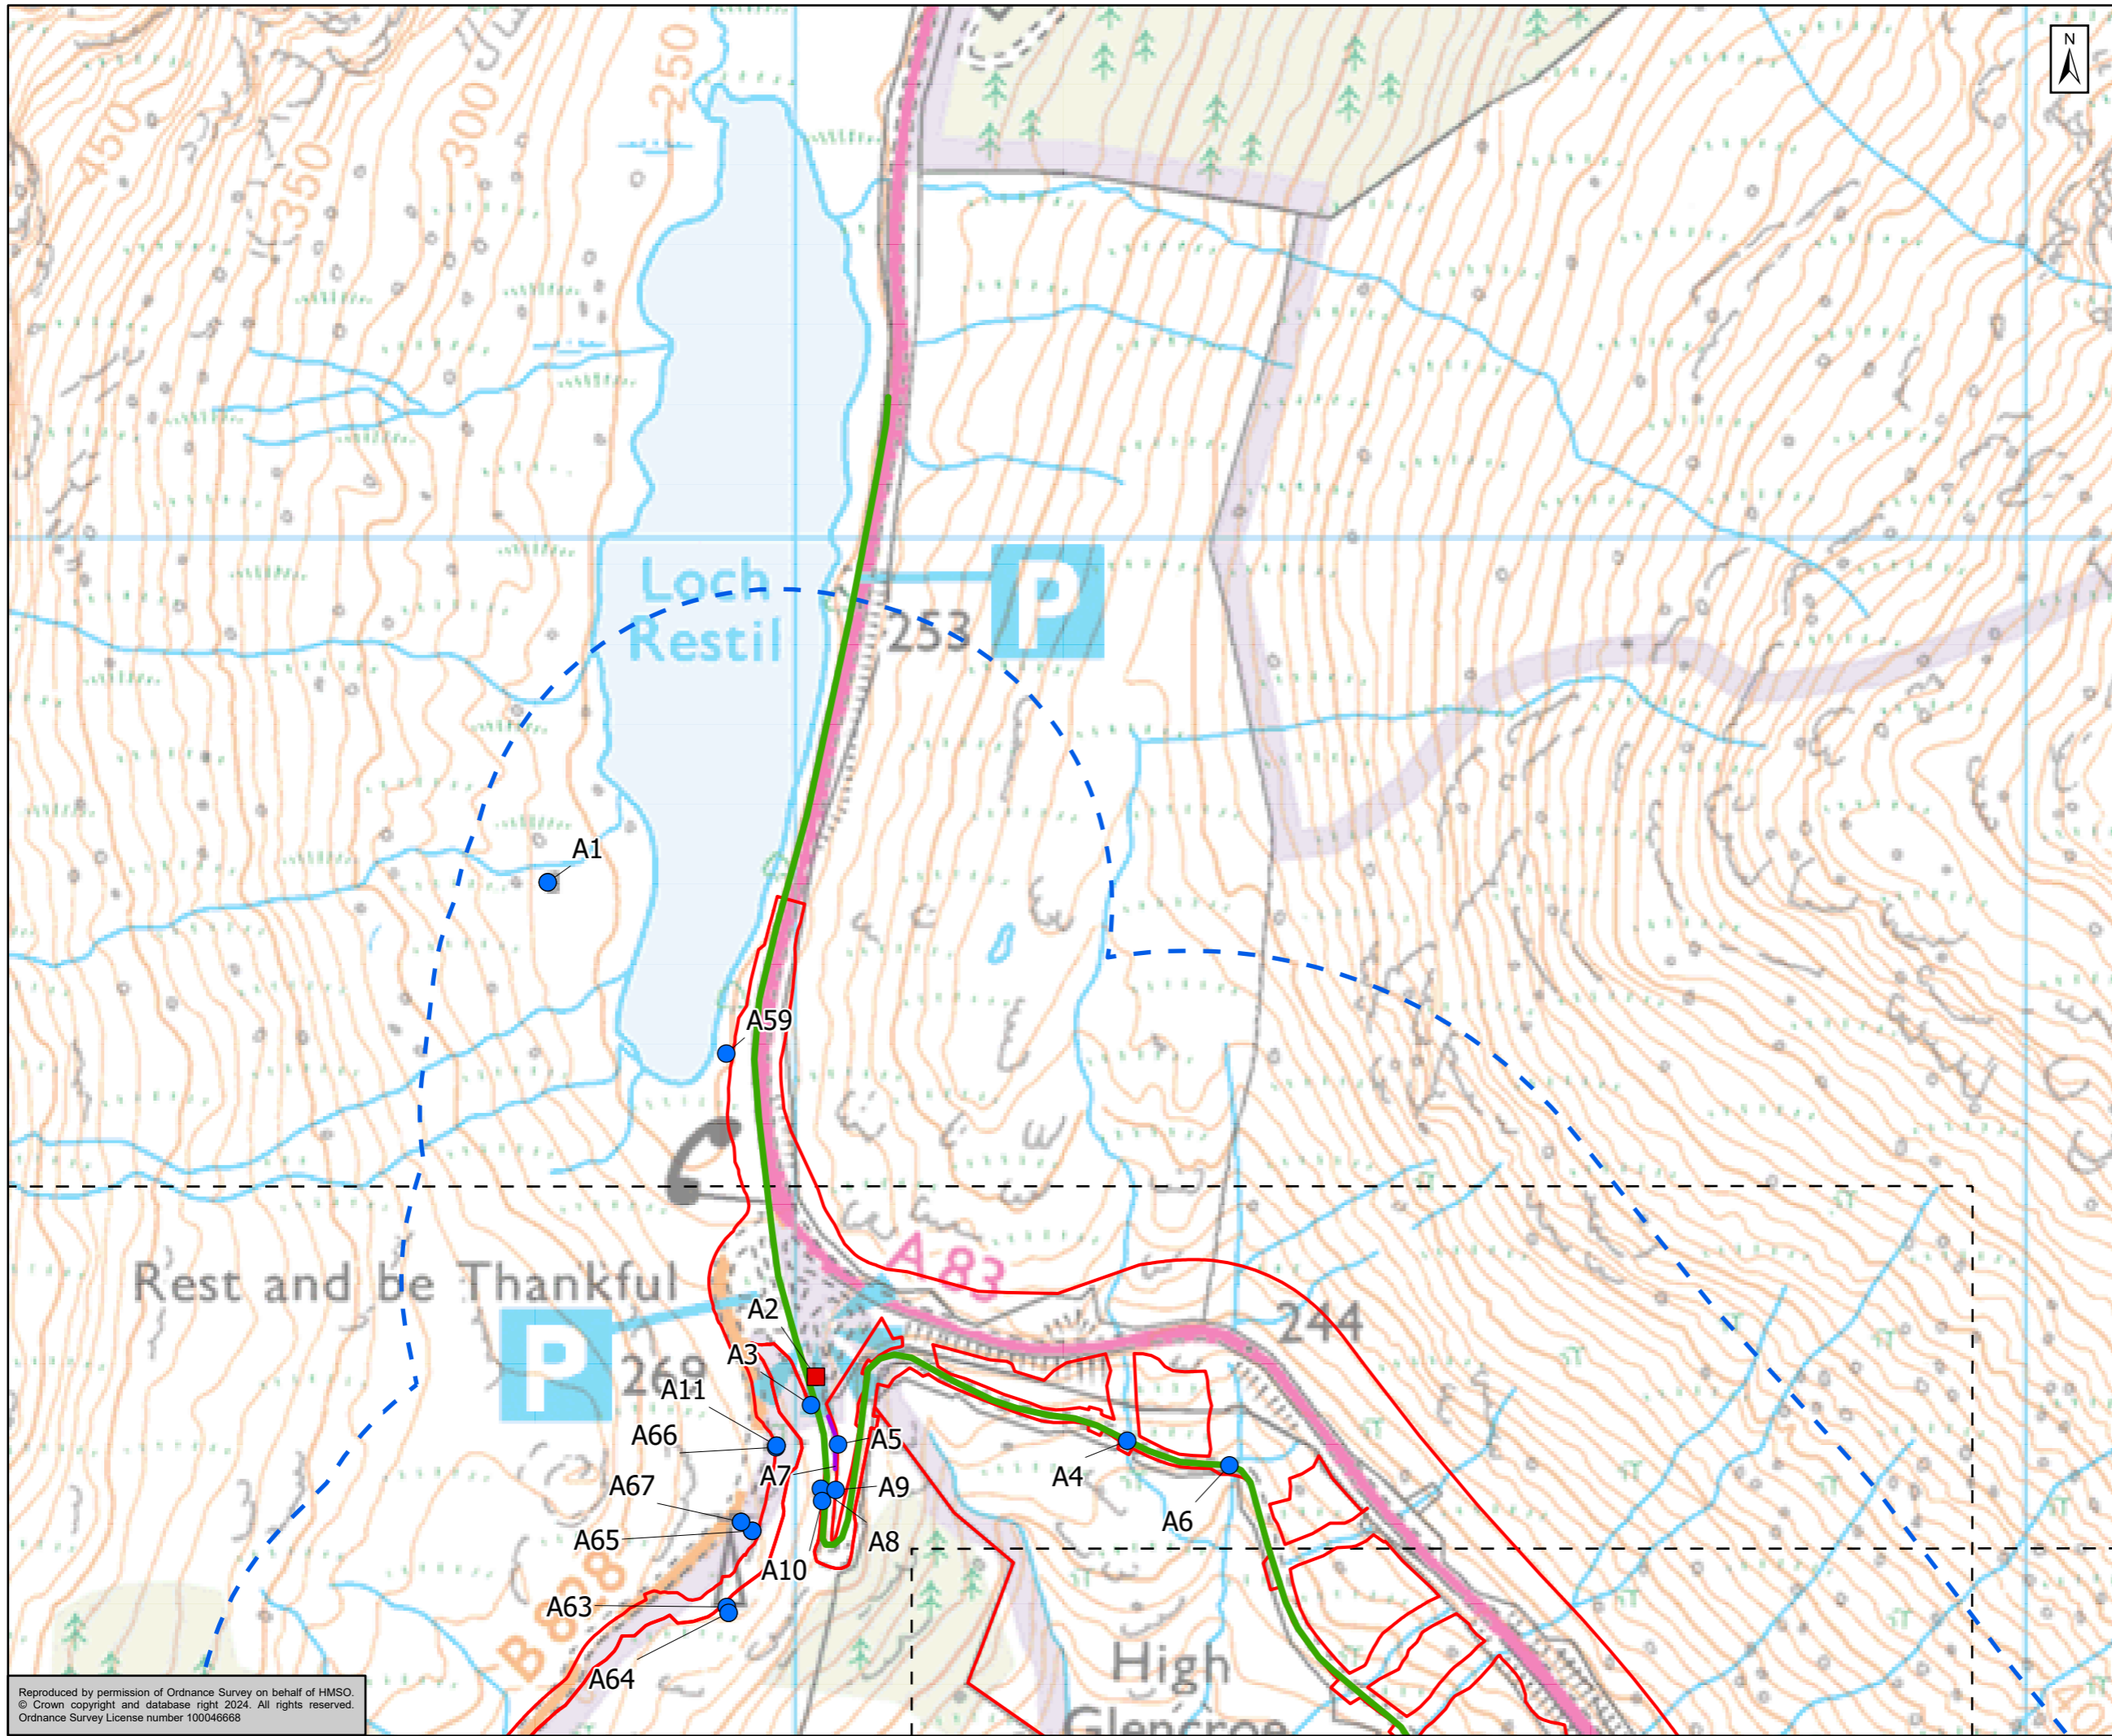 N
450
350
300
250
Loch
Restil
P
253
A1
A59
A 83
Rest and be Thankful
A2
244
P
269
A3
A11
A66
A5
A7
A4
A67
A9
A6
A65
A8
A10
A63
B 828
A64
High
Glencroe
Reproduced by permission of Ordnance Survey on behalf of HMSO.
© Crown copyright and database right 2024. All rights reserved.
Ordnance Survey License number 100046668